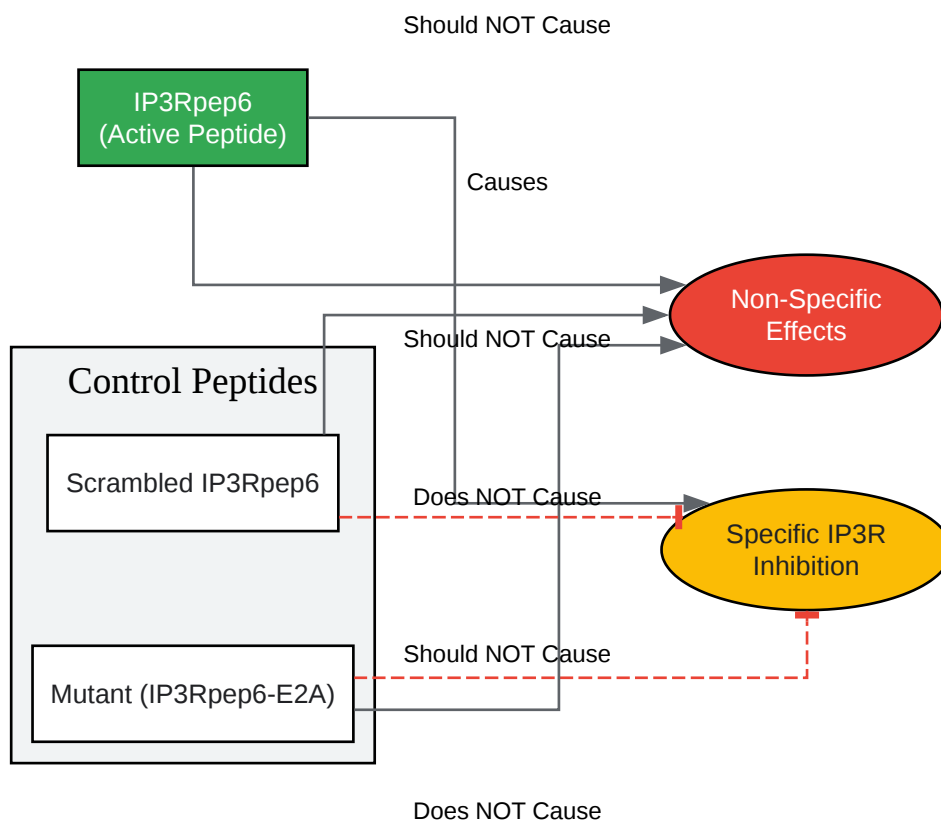 Should NOT Cause
IP3Rpep6
(Active Peptide)
Causes
Non-Specific
Effects
Should NOT Cause
Control Peptides
Scrambled IP3Rpep6
Does NOT Cause
Specific IP3R
Inhibition
Should NOT Cause
Mutant (IP3Rpep6-E2A)
Does NOT Cause